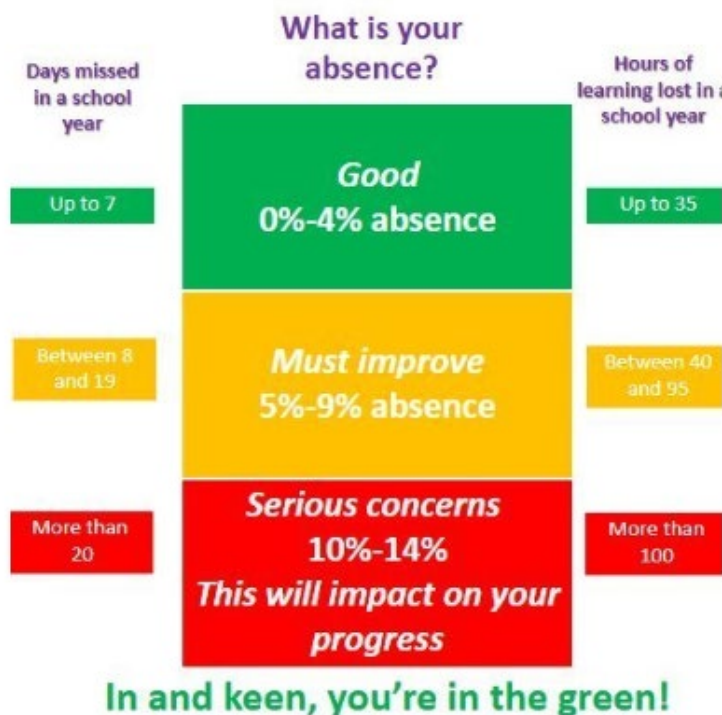 What is your
absence?
Days missed
in a school
year
Hours of
learning lost in a
school year
Up to 7
Good
0%-4% absence
Up to 35
Between 8
and 19
Must improve
5%-9% absence
Between 40
and 95
More than
20
Serious concerns
10%-14%
This will impact on your
progress
More than
100
In and keen, you're in the green!